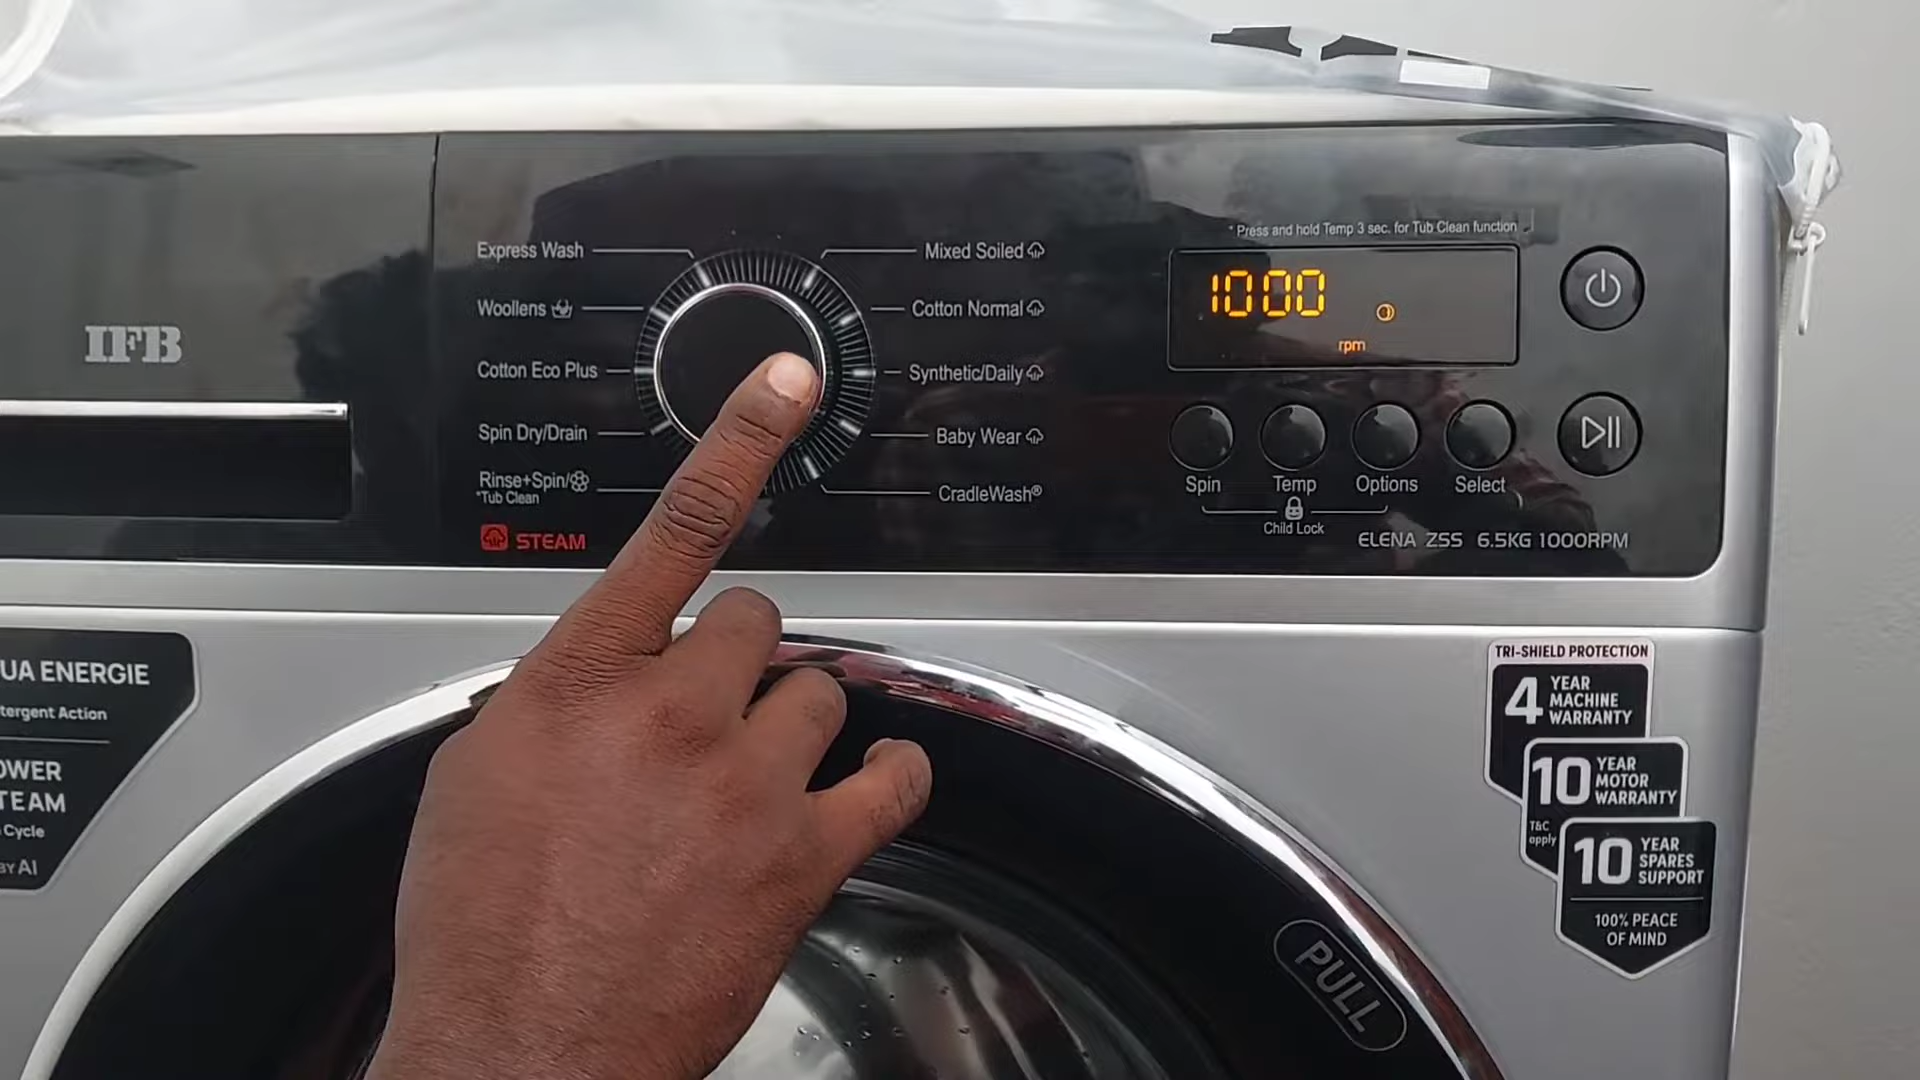 * Press and hold Temp 3 sec. for Tub Clean function
Express Wash
Woollens
Cotton Eco Plus
Spin Dry/Drain
Rinse+Spin/
*Tub Clean
STEAM
Mixed Soiled
Cotton Normal
Synthetic/Daily
Baby Wear
CradleWash®
IFB
1000
rpm
Spin Temp Options Select
Child Lock
ELENA ZSS 6.5KG 1000RPM
UA ENERGIE
tergent Action
OWER
TEAM
Cycle
BY AI
TRI-SHIELD PROTECTION
4 YEAR
MACHINE
WARRANTY
10 YEAR
MOTOR
WARRANTY
T&C
apply
10 YEAR
SPARES
SUPPORT
100% PEACE
OF MIND
PULL